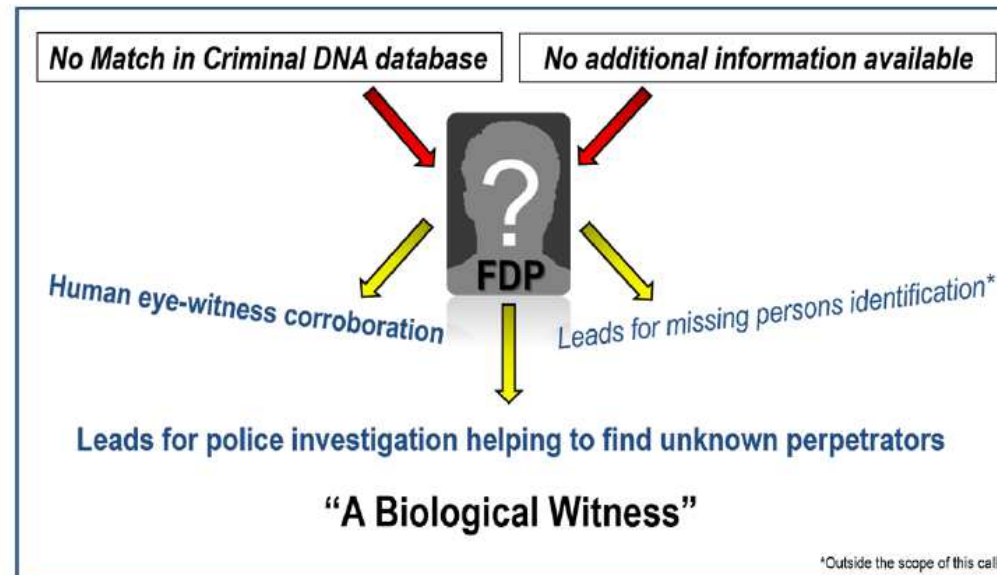 No Match in Criminal DNA database
No additional information available
?
FDP
Human eye-witness corroboration
Leads for missing persons identification*
Leads for police investigation helping to find unknown perpetrators
“A Biological Witness”
*Outside the scope of this call